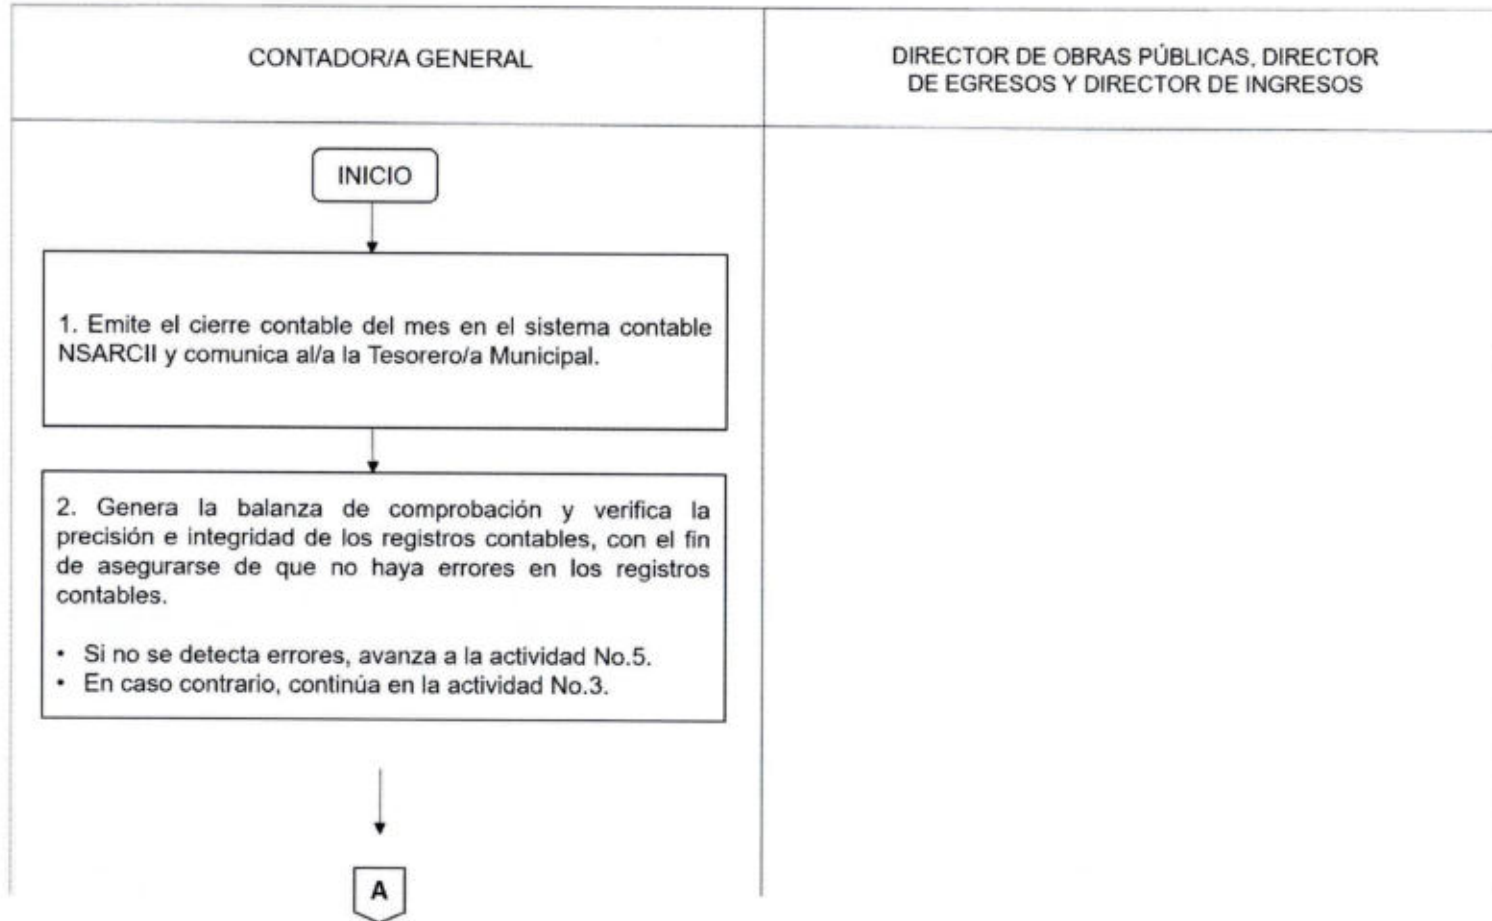 CONTADOR/A GENERAL
DIRECTOR DE OBRAS PÚBLICAS, DIRECTOR
DE EGRESOS Y DIRECTOR DE INGRESOS
INICIO
1. Emite el cierre contable del mes en el sistema contable
NSARCII y comunica al/a la Tesorero/a Municipal.
2. Genera la balanza de comprobación y verifica la
precisión e integridad de los registros contables, con el fin
de asegurarse de que no haya errores en los registros
contables.
• Si no se detecta errores, avanza a la actividad No.5.
• En caso contrario, continúa en la actividad No.3.
A